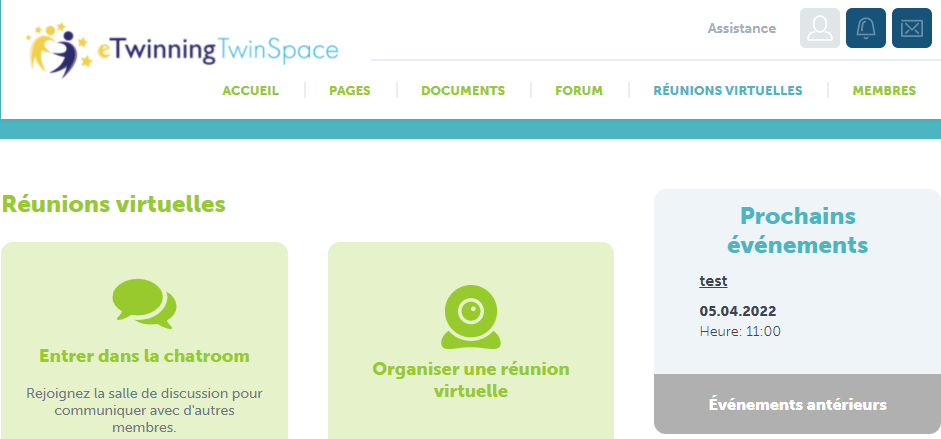 eTwinningTwinSpace
Assistance
ACCUEIL
PAGES
DOCUMENTS
FORUM
RÉUNIONS VIRTUELLES
MEMBRES
Réunions virtuelles
Entrer dans la chatroom
Rejoignez la salle de discussion pour
communiquer avec d'autres
membres.
Organiser une réunion
virtuelle
Prochains
événements
test
05.04.2022
Heure: 11:00
Événements antérieurs